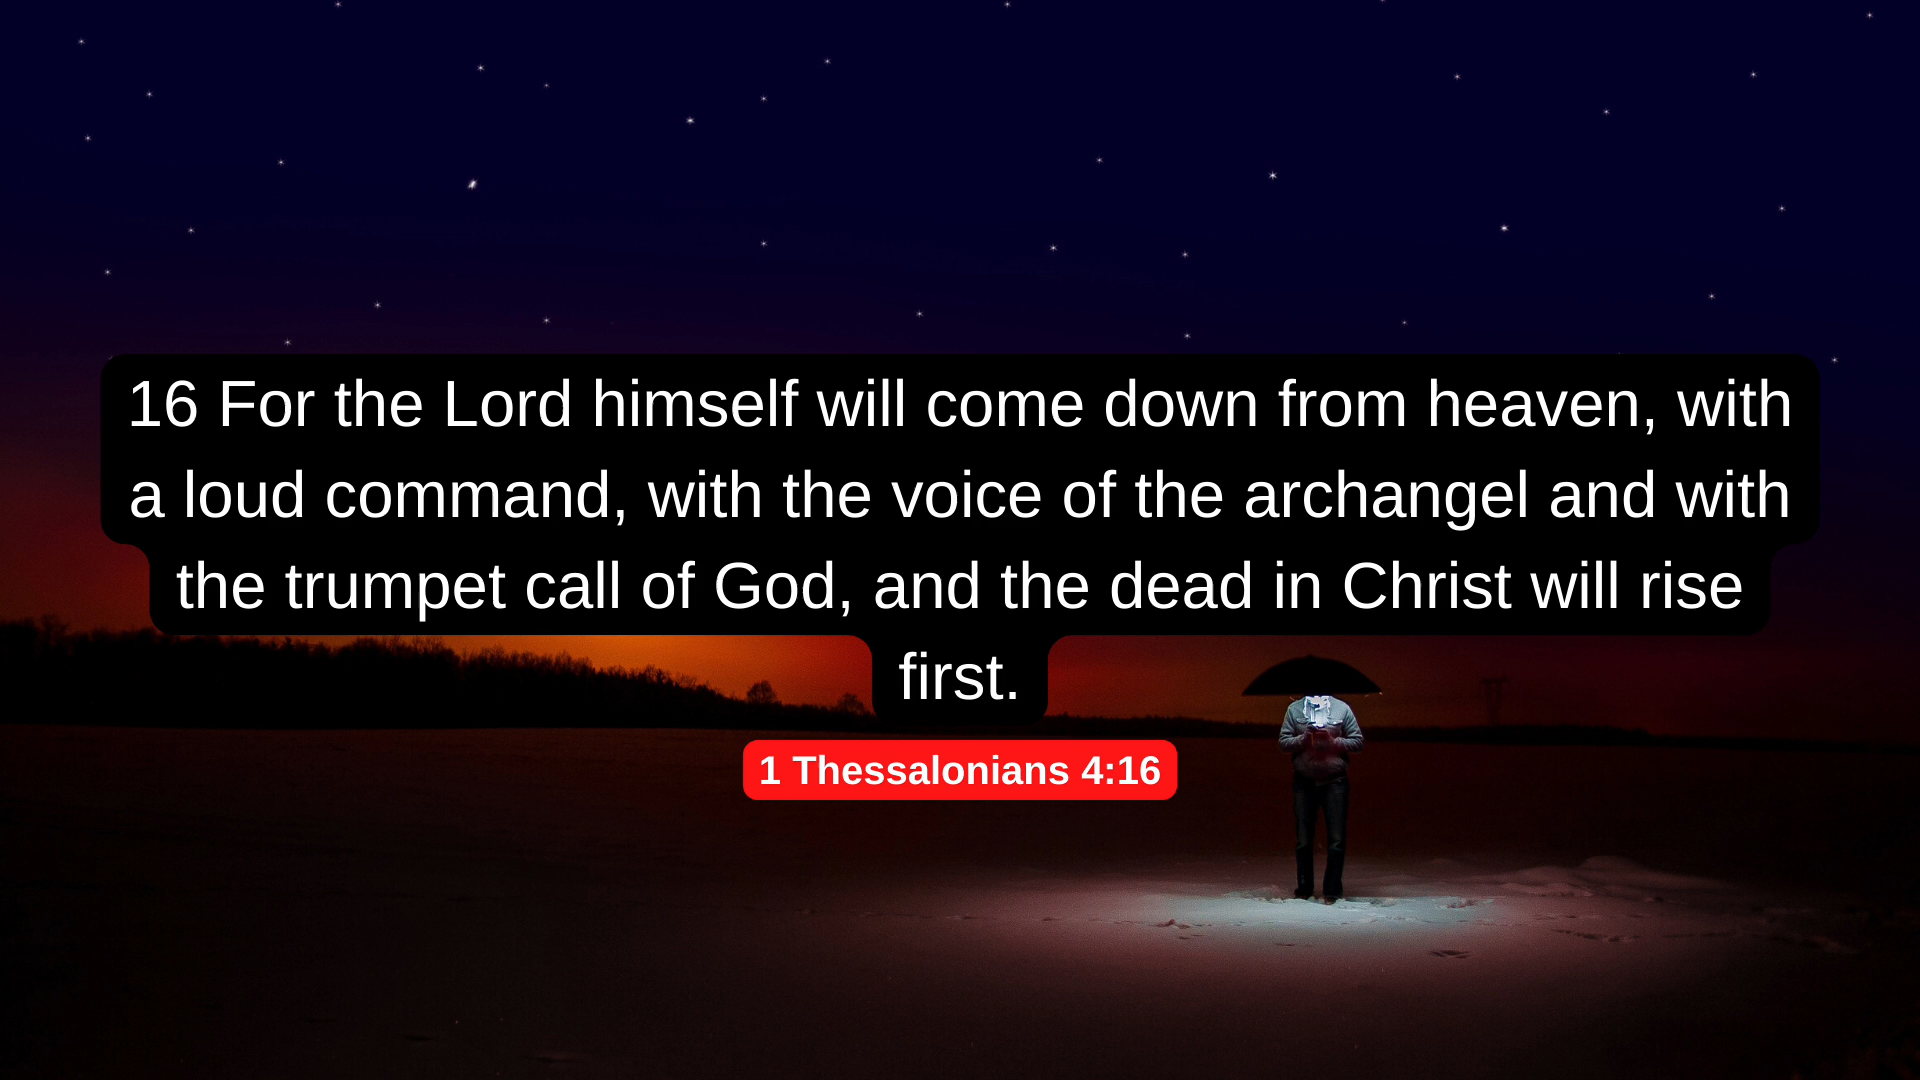 16 For the Lord himself will come down from heaven, with
a loud command, with the voice of the archangel and with
the trumpet call of God, and the dead in Christ will rise
first.
1 Thessalonians 4:16